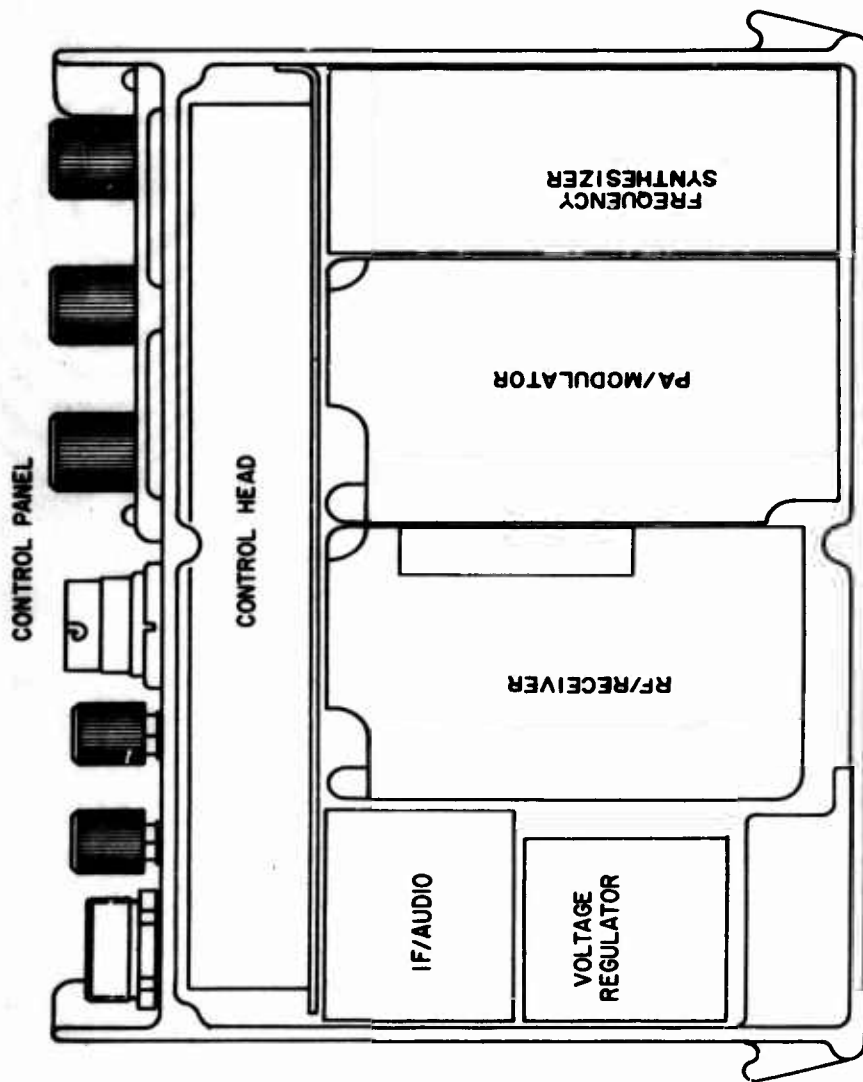 CONTROL PANEL
CONTROL HEAD
FREQUENCY
SYNTHESIZER
PA/MODULATOR
RF/RECEIVER
IF/AUDIO
VOLTAGE
REGULATOR